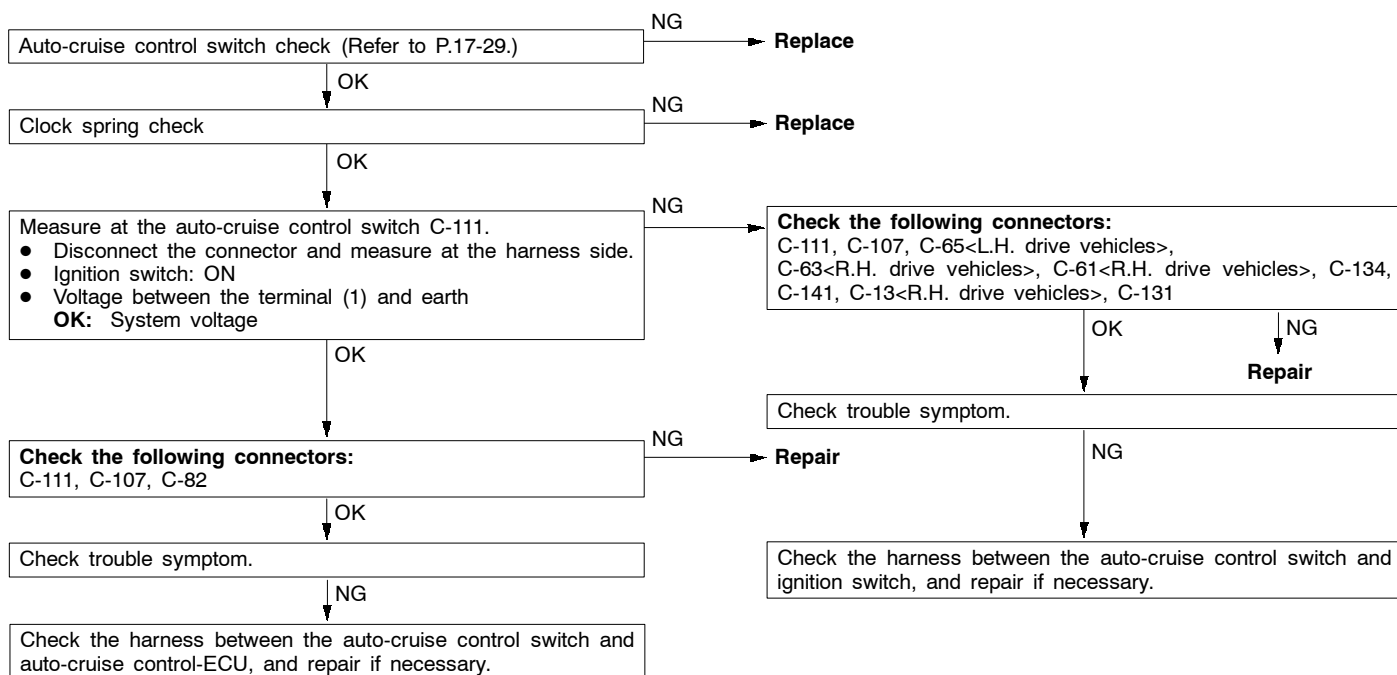 Auto-cruise control switch check (Refer to P.17-29.)
NG
Replace
OK
Clock spring check
NG
Replace
OK
Measure at the auto-cruise control switch C-111.
● Disconnect the connector and measure at the harness side.
● Ignition switch: ON
● Voltage between the terminal (1) and earth
OK: System voltage
NG
Check the following connectors:
C-111, C-107, C-65<L.H. drive vehicles>,
C-63<R.H. drive vehicles>, C-61<R.H. drive vehicles>, C-134,
C-141, C-13<R.H. drive vehicles>, C-131
OK
NG
Repair
Check trouble symptom.
NG
Check the harness between the auto-cruise control switch and
ignition switch, and repair if necessary.
OK
Check the following connectors:
C-111, C-107, C-82
NG
Repair
OK
Check trouble symptom.
NG
Check the harness between the auto-cruise control switch and
auto-cruise control-ECU, and repair if necessary.